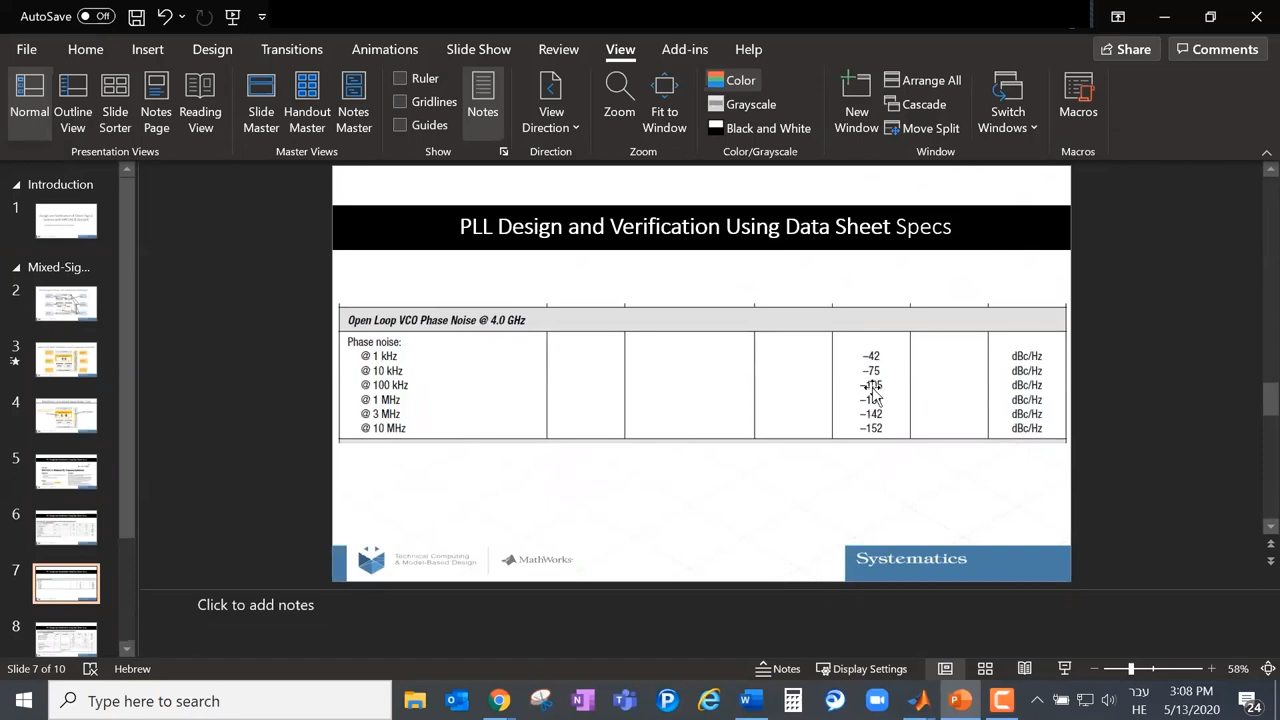 AutoSave Off
File Home Insert Design Transitions Animations Slide Show Review View Add-ins Help Share Comments
Normal Outline View Slide Sorter Notes Page Reading View
Presentation Views
Slide Master Handout Master Notes Master
Master Views
Ruler
Gridlines
Guides
Show
Notes
View Direction
Direction
Zoom Fit to Window
Zoom
Color
Grayscale
Black and White
Color/Grayscale
New Window
Arrange All
Cascade
Move Split
Switch Windows
Window
Macros
Macros
Introduction
1
Mixed-Sig...
2
3
4
5
6
7
8
PLL Design and Verification Using Data Sheet Specs
Open Loop VCO Phase Noise @ 4.0 GHz
Phase noise:
@ 1 kHz –42 dBc/Hz
@ 10 kHz –75 dBc/Hz
@ 100 kHz dBc/Hz
@ 1 MHz dBc/Hz
@ 3 MHz –142 dBc/Hz
@ 10 MHz –152 dBc/Hz
Technical Computing
& Model-Based Design
MathWorks
Systematics
Click to add notes
Slide 7 of 10 Hebrew Notes Display Settings 58%
Type here to search
עבר 3:08 PM
HE 5/13/2020
24